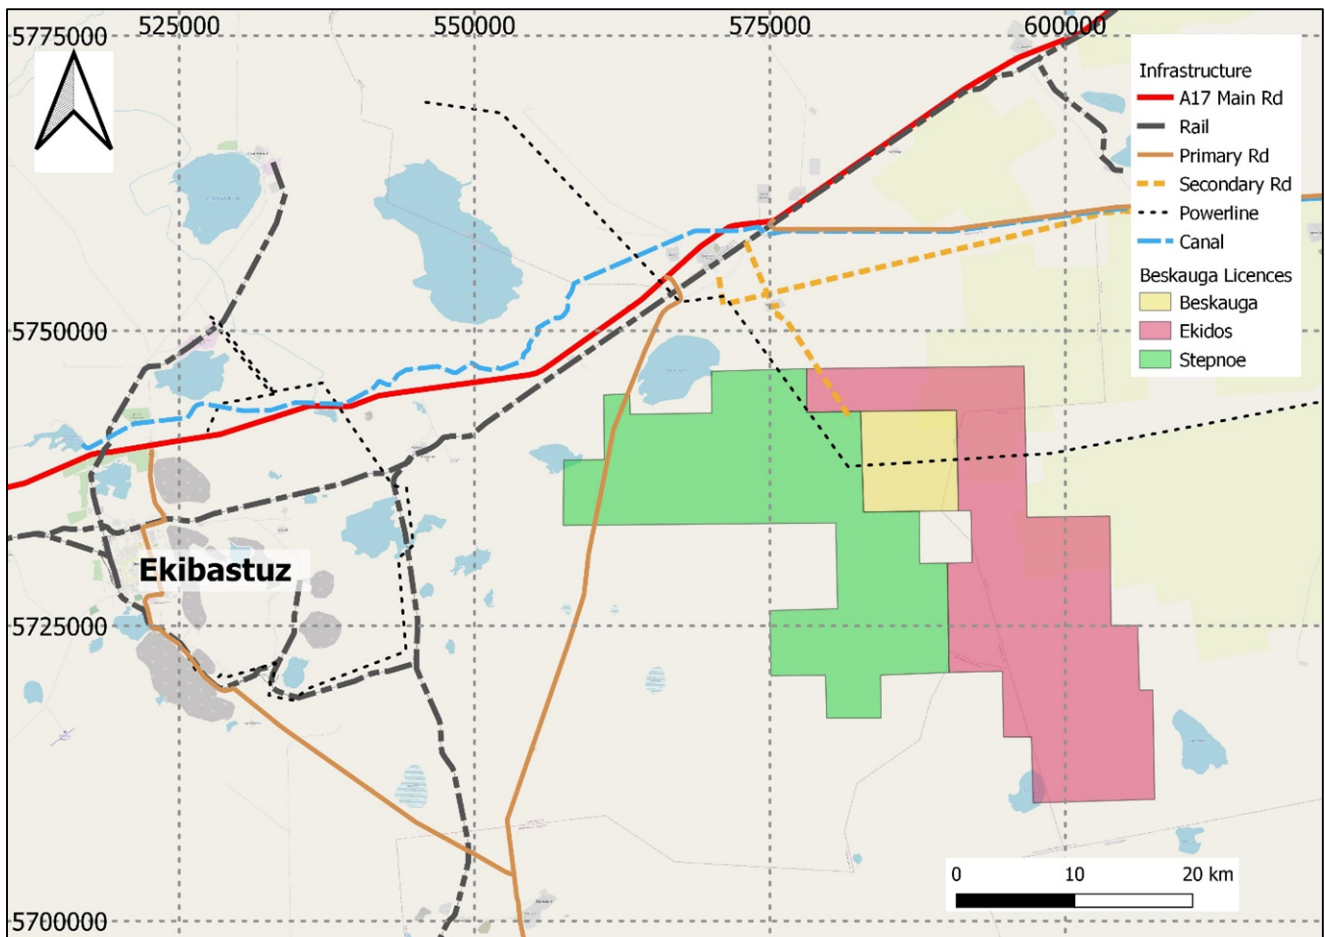 525000
550000
575000
600000
5775000
Infrastructure
A17 Main Rd
Rail
Primary Rd
Secondary Rd
Powerline
Canal
Beskauga Licences
Beskauga
Ekidos
Stepnoe
5750000
Ekibastuz
5725000
0 10 20 km
5700000